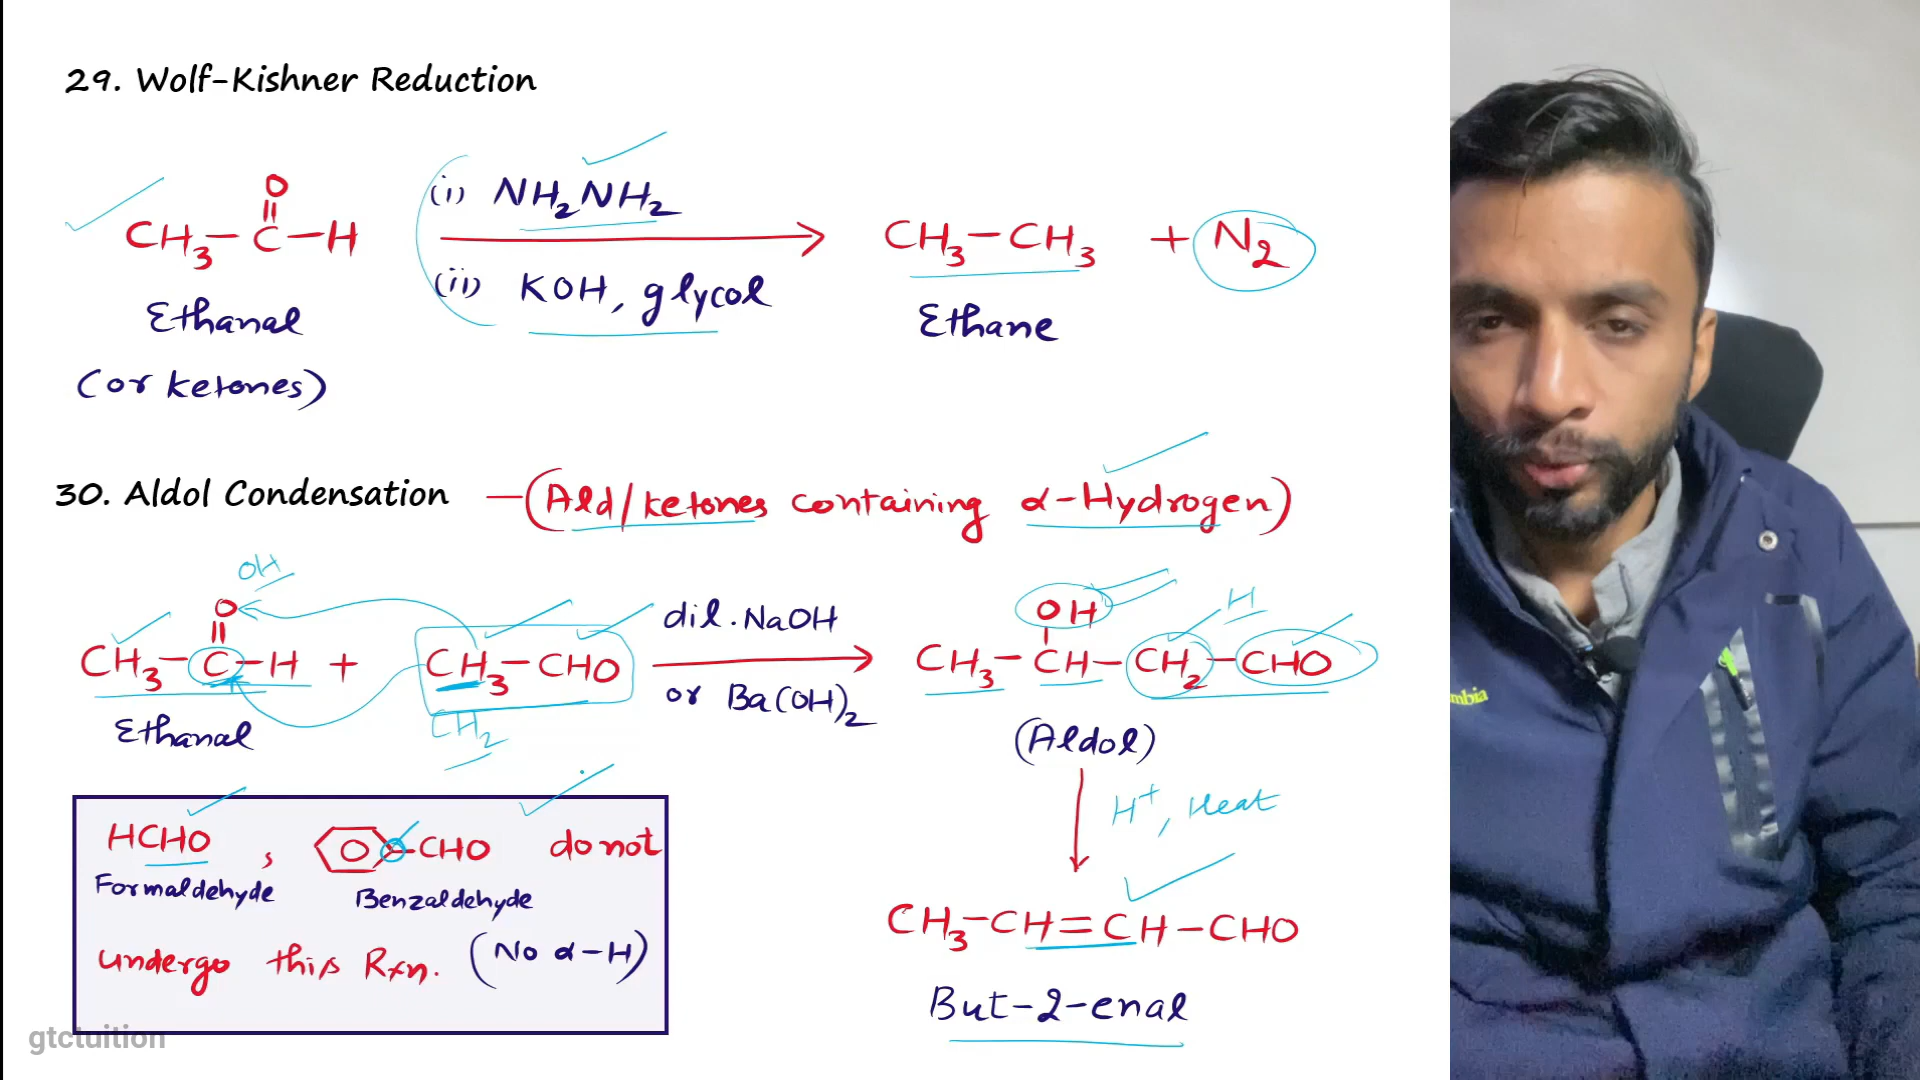 29. Wolf-Kishner Reduction
O
(i) NH2NH2
CH3-C-H
CH3-CH3 + N2
(ii) KOH, glycol
Ethanal
Ethane
(or ketones)
30. Aldol Condensation -(Ald/ketones containing α-Hydrogen)
OH
O
dil. NaOH
OH
H
CH3-C-H + CH3-CHO
CH3-CH-CH2-CHO
or Ba(OH)2
CH2
Ethanal
(Aldol)
H+, Heat
HCHO, CHO do not
Formaldehyde Benzaldehyde
undergo this Rxn. (No α-H)
CH3-CH=CH-CHO
But-2-enal
gtctuition
mbia